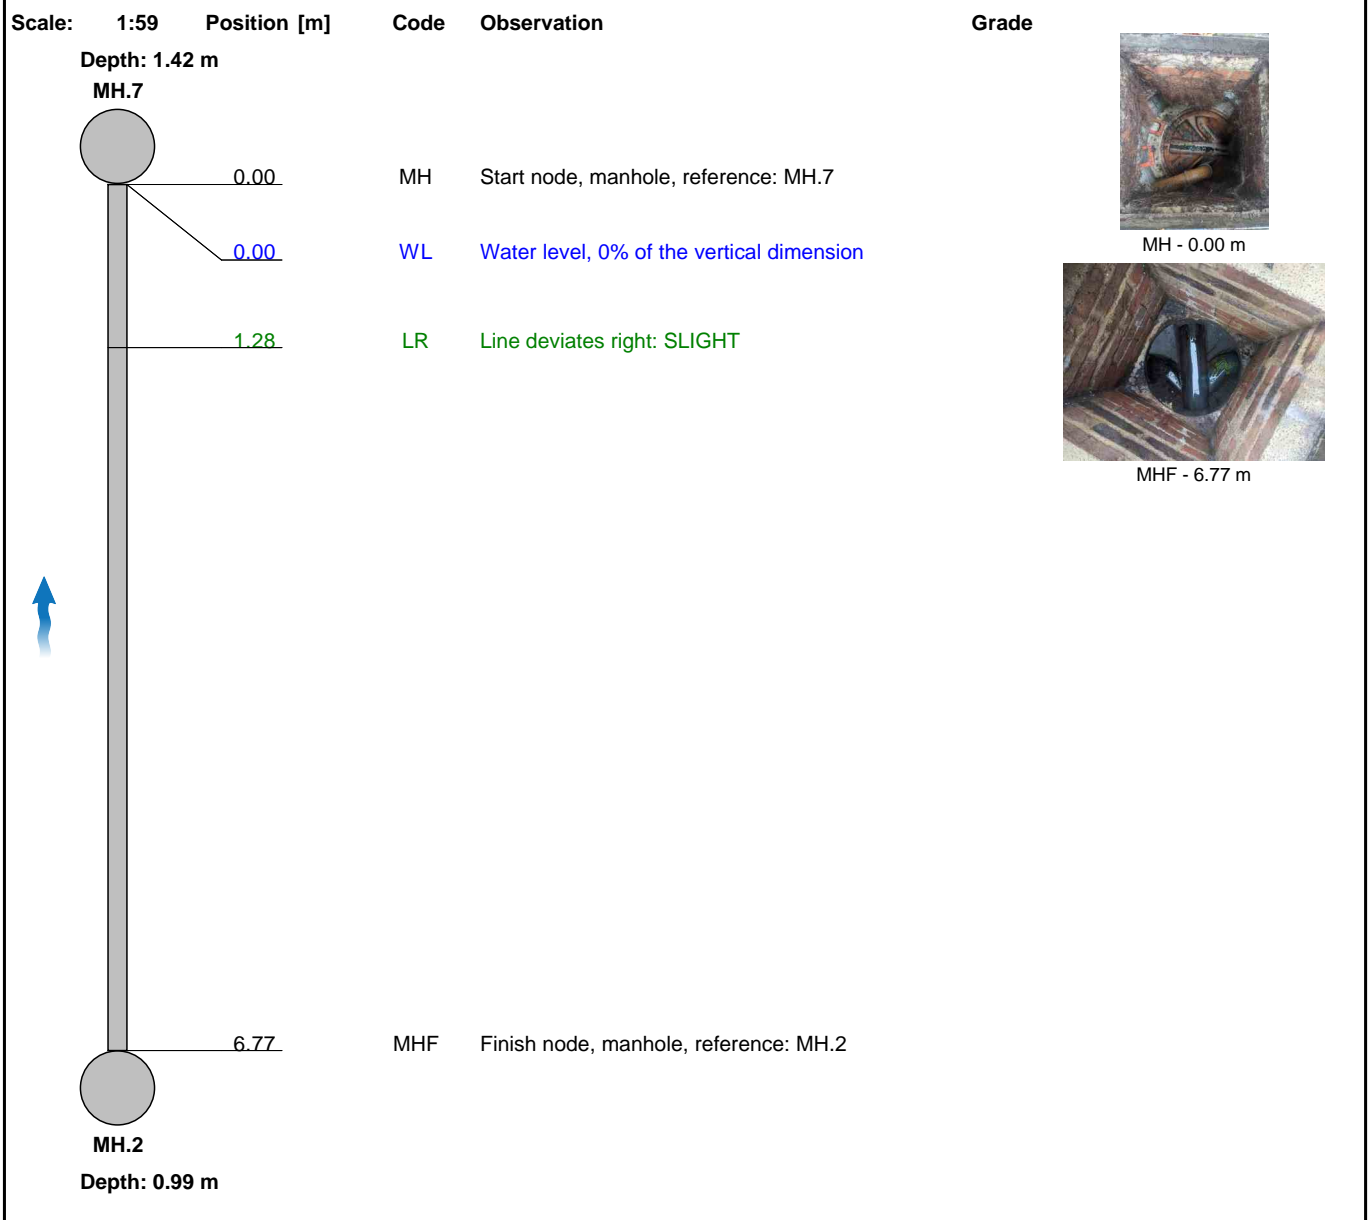 Scale: 1:59 Position [m] Code Observation Grade
Depth: 1.42 m
MH.7
0.00 MH Start node, manhole, reference: MH.7
0.00 WL Water level, 0% of the vertical dimension
MH - 0.00 m
1.28 LR Line deviates right: SLIGHT
MHF - 6.77 m
6.77 MHF Finish node, manhole, reference: MH.2
MH.2
Depth: 0.99 m